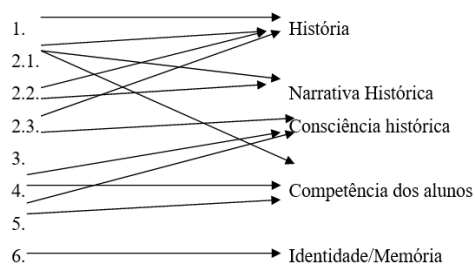 1.
História
2.1.
2.2.
Narrativa Histórica
2.3.
Consciência histórica
3.
4.
Competência dos alunos
5.
6.
Identidade/Memória